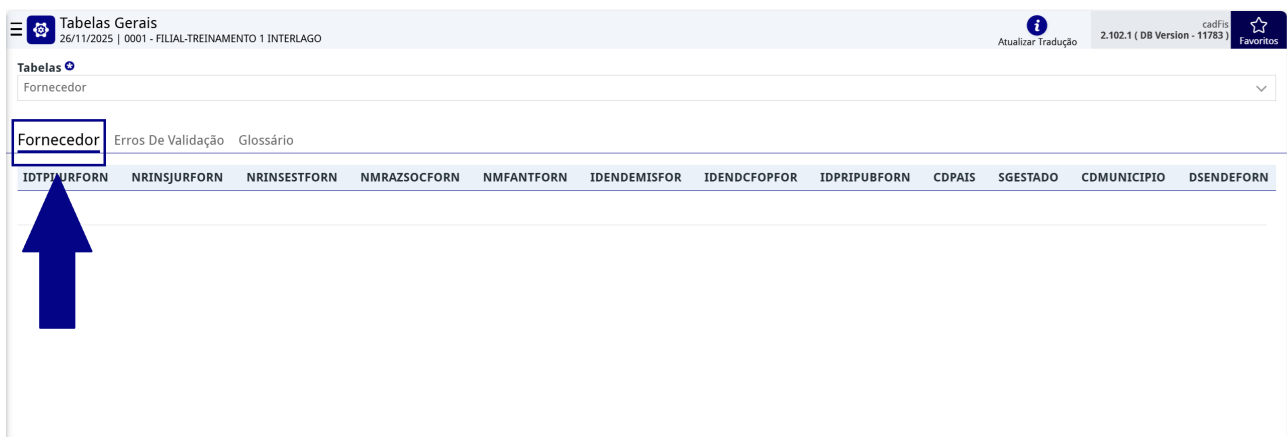 Tabelas Gerais
26/11/2025 | 0001 - FILIAL-TREINAMENTO 1 INTERLAGO
Atualizar Tradução
cadFis
2.102.1 ( DB Version - 11783 )
Favoritos
Tabelas
Fornecedor
Fornecedor Erros De Validação Glossário
NRINSJURFORN NRINSESTFORN NMRAZSOCFORN NMFANTFORN IDENDEMISFOR IDENDCFOPFOR IDPRIPUBFORN CDPAIS SGESTADO CDMUNICIPIO DSENDEFORN